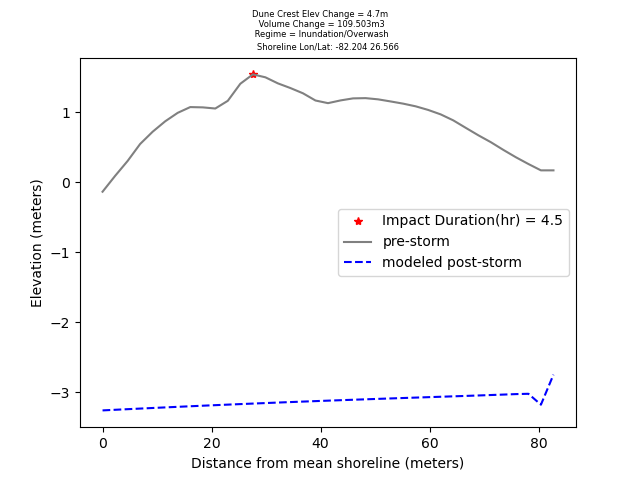 Dune Crest Elev Change = 4.7m
Volume Change = 109.503m3
Regime = Inundation/Overwash
Shoreline Lon/Lat: -82.204 26.566
1
0
−1
−2
−3
Elevation (meters)
Impact Duration(hr) = 4.5
pre-storm
modeled post-storm
0 20 40 60 80
Distance from mean shoreline (meters)